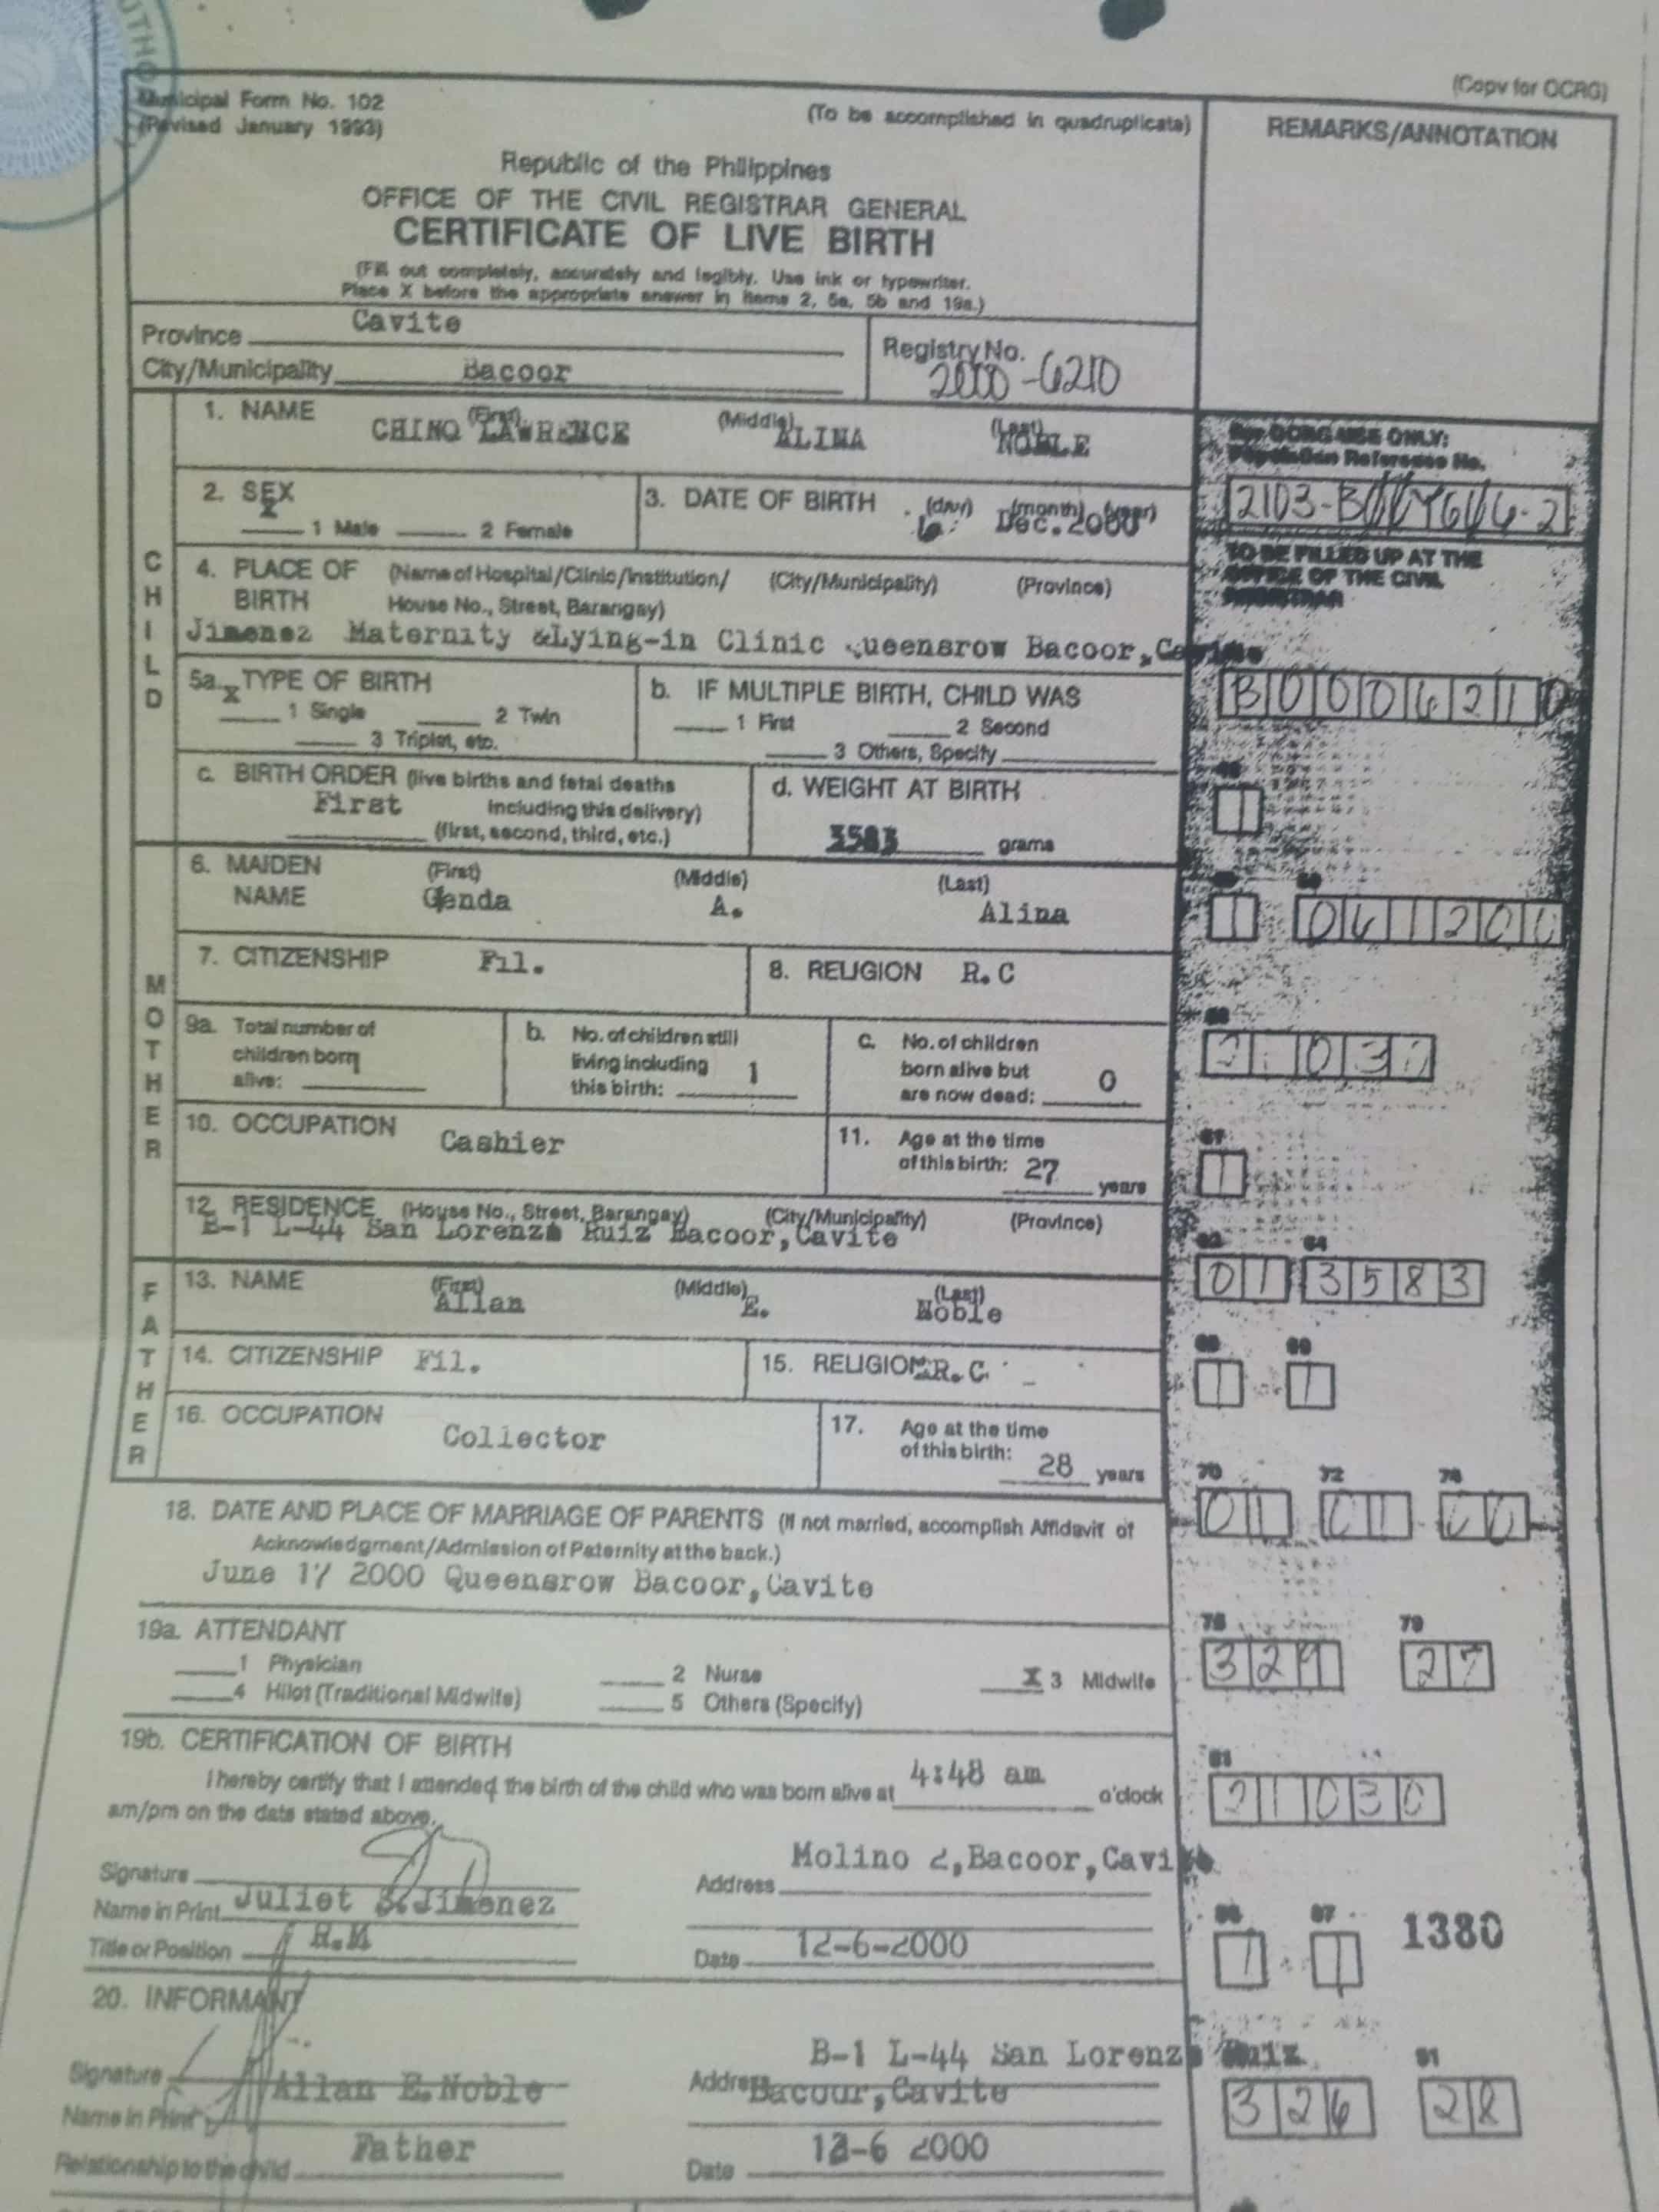 (Copy for OCRG)
Municipal Form No. 102
(Revised January 1993)
(To be accomplished in quadruplicate)
REMARKS/ANNOTATION
Republic of the Philippines
OFFICE OF THE CIVIL REGISTRAR GENERAL
CERTIFICATE OF LIVE BIRTH
(Fill out completely, accurately and legibly. Use ink or typewriter.
Place X before the appropriate answer in items 2, 5a, 5b and 19a.)
Province Cavite
City/Municipality Bacoor
Registry No. 2000-6210
1. NAME (First) CHINO LAWRENCE (Middle) ALINA (Last) NOBLE
For OCRG USE ONLY:
Population Reference No.
2. SEX
X 1 Male 2 Female
3. DATE OF BIRTH (day) (month) (year)
6 Dec. 2000
TO BE FILLED UP AT THE
OFFICE OF THE CIVIL
REGISTRAR
CHILD
4. PLACE OF BIRTH (Name of Hospital/Clinic/Institution/ (City/Municipality) (Province)
House No., Street, Barangay)
Jimenez Maternity &Lying-in Clinic Queensrow Bacoor,Cavite
B0006210
5a. TYPE OF BIRTH
X 1 Single 2 Twin
3 Triplet, etc.
b. IF MULTIPLE BIRTH, CHILD WAS
1 First 2 Second
3 Others, Specify
c. BIRTH ORDER (live births and fetal deaths
First including this delivery)
(first, second, third, etc.)
d. WEIGHT AT BIRTH
3583 grams
MOTHER
6. MAIDEN NAME (First) (Middle) (Last)
Glenda A. Alina
7. CITIZENSHIP Fil.
8. RELIGION R.C
9a. Total number of
children born
alive:
b. No. of children still
living including
this birth: 1
c. No. of children
born alive but
are now dead: 0
10. OCCUPATION Cashier
11. Age at the time
of this birth: 27 years
12. RESIDENCE (House No., Street, Barangay) (City/Municipality) (Province)
B-1 L-44 San Lorenzo Ruiz Bacoor,Cavite
64
01 3583
FATHER
13. NAME (First) (Middle) (Last)
Allan E. Noble
14. CITIZENSHIP Fil.
15. RELIGION R.C.
16. OCCUPATION Collector
17. Age at the time
of this birth: 28 years
70 72
18. DATE AND PLACE OF MARRIAGE OF PARENTS (If not married, accomplish Affidavit of
Acknowledgment/Admission of Paternity at the back.)
June 17 2000 Queensrow Bacoor,Cavite
19a. ATTENDANT
1 Physician 2 Nurse X 3 Midwife
4 Hilot (Traditional Midwife) 5 Others (Specify)
79
27
19b. CERTIFICATION OF BIRTH
I hereby certify that I attended the birth of the child who was born alive at 4:48 am o'clock
am/pm on the date stated above.
81
21030
Signature
Name in Print Juliet S.Jimenez
Title or Position R.M
Molino 2,Bacoor,Cavite
Address
Date 12-6-2000
87
1380
20. INFORMANT
Signature
Name in Print Allan E.Noble
Relationship to the child Father
B-1 L-44 San Lorenzo Ruiz
Address Bacoor,Cavite
Date 12-6 2000
326
91
28